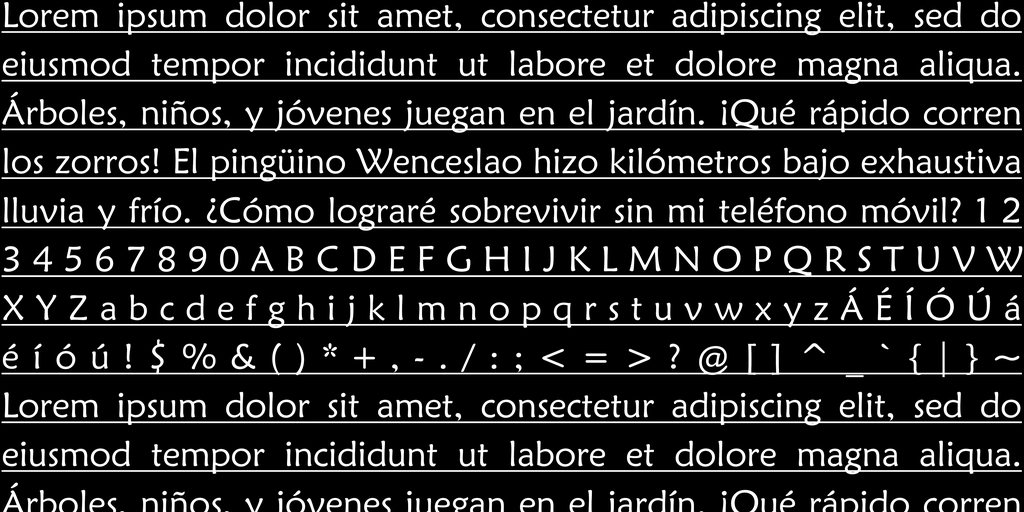 Lorem ipsum dolor sit amet, consectetur adipiscing elit, sed do
eiusmod tempor incididunt ut labore et dolore magna aliqua.
Árboles, niños, y jóvenes juegan en el jardín. ¡Qué rápido corren
los zorros! El pingüino Wenceslao hizo kilómetros bajo exhaustiva
lluvia y frío. ¿Cómo lograré sobrevivir sin mi teléfono móvil? 1 2
3 4 5 6 7 8 9 0 A B C D E F G H I J K L M N O P Q R S T U V W
X Y Z a b c d e f g h i j k l m n o p q r s t u v w x y z Á É Í Ó Ú á
é í ó ú ! $ % & ( ) * + , - . / : ; < = > ? @ [ ] ^ _ ` { | } ~
Lorem ipsum dolor sit amet, consectetur adipiscing elit, sed do
eiusmod tempor incididunt ut labore et dolore magna aliqua.
Árboles, niños, y jóvenes juegan en el jardín. ¡Qué rápido corren